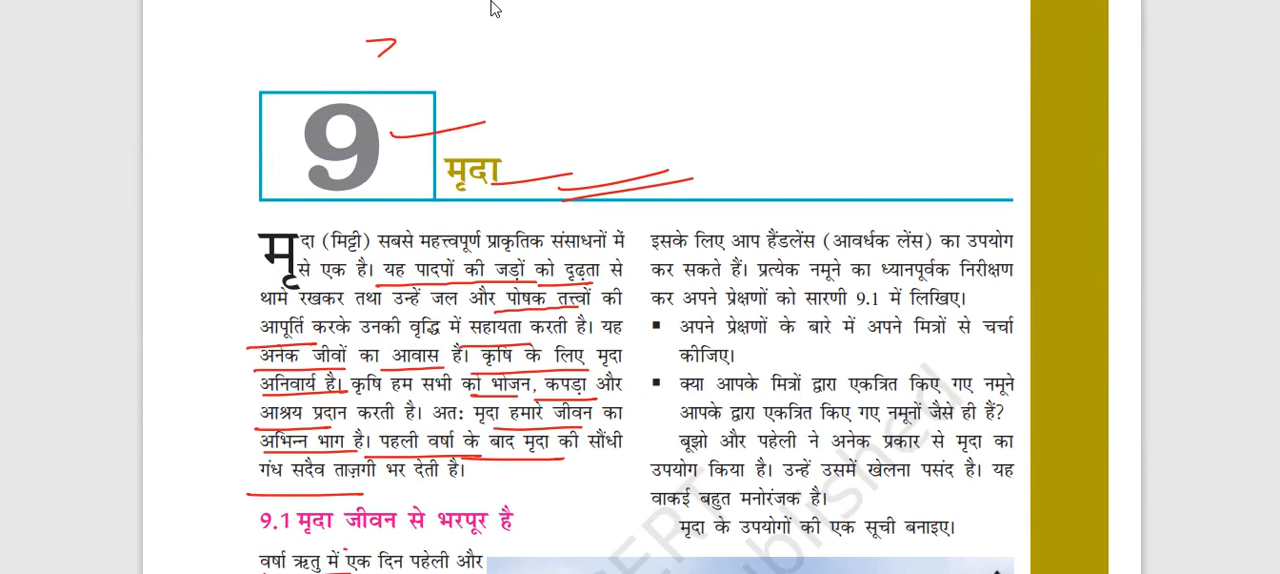 9
मृदा
मृदा (मिट्टी) सबसे महत्त्वपूर्ण प्राकृतिक संसाधनों में
से एक है। यह पादपों की जड़ों को दृढ़ता से
थामे रखकर तथा उन्हें जल और पोषक तत्त्वों की
आपूर्ति करके उनकी वृद्धि में सहायता करती है। यह
अनेक जीवों का आवास है। कृषि के लिए मृदा
अनिवार्य है। कृषि हम सभी को भोजन, कपड़ा और
आश्रय प्रदान करती है। अतः मृदा हमारे जीवन का
अभिन्न भाग है। पहली वर्षा के बाद मृदा की सौंधी
गंध सदैव ताज़गी भर देती है।
9.1 मृदा जीवन से भरपूर है
वर्षा ऋतु में एक दिन पहेली और
इसके लिए आप हैंडलेंस (आवर्धक लेंस) का उपयोग
कर सकते हैं। प्रत्येक नमूने का ध्यानपूर्वक निरीक्षण
कर अपने प्रेक्षणों को सारणी 9.1 में लिखिए।
▪ अपने प्रेक्षणों के बारे में अपने मित्रों से चर्चा
कीजिए।
▪ क्या आपके मित्रों द्वारा एकत्रित किए गए नमूने
आपके द्वारा एकत्रित किए गए नमूनों जैसे ही हैं?
बूझो और पहेली ने अनेक प्रकार से मृदा का
उपयोग किया है। उन्हें उसमें खेलना पसंद है। यह
वाकई बहुत मनोरंजक है।
मृदा के उपयोगों की एक सूची बनाइए।